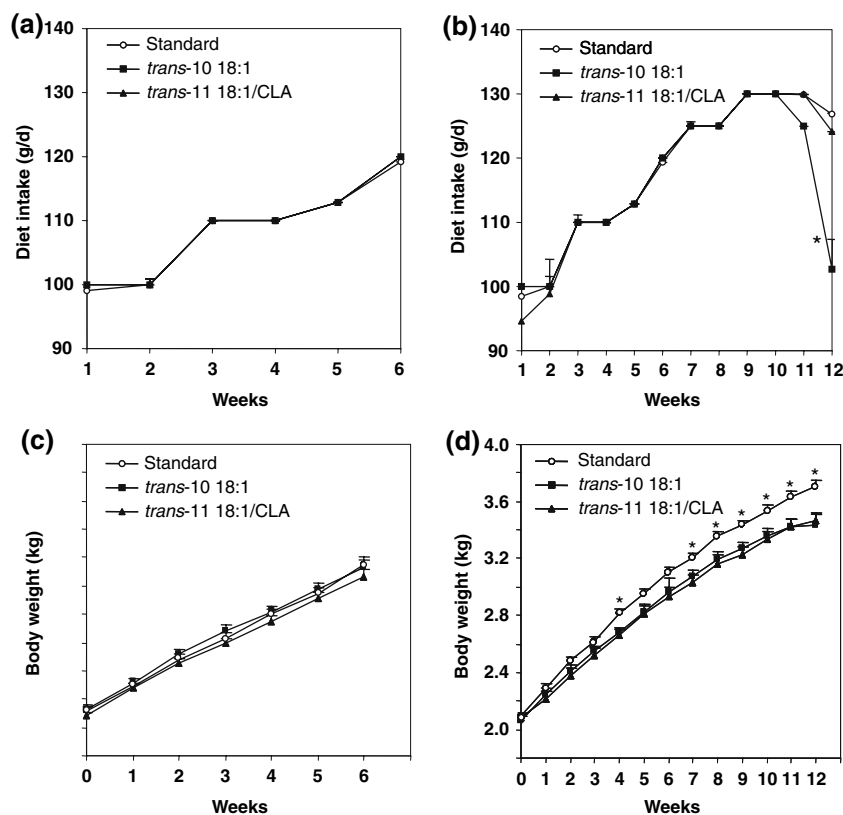 (a)
140
130
120
110
100
90
Diet intake (g/d)
Standard
trans-10 18:1
trans-11 18:1/CLA
1 2 3 4 5 6
Weeks
(b)
140
130
120
110
100
90
Diet intake (g/d)
Standard
trans-10 18:1
trans-11 18:1/CLA
*
1 2 3 4 5 6 7 8 9 10 11 12
Weeks
(c)
Body weight (kg)
Standard
trans-10 18:1
trans-11 18:1/CLA
0 1 2 3 4 5 6
Weeks
(d)
4.0
3.6
3.2
2.8
2.4
2.0
Body weight (kg)
Standard
trans-10 18:1
trans-11 18:1/CLA
* * * * * * *
0 1 2 3 4 5 6 7 8 9 10 11 12
Weeks